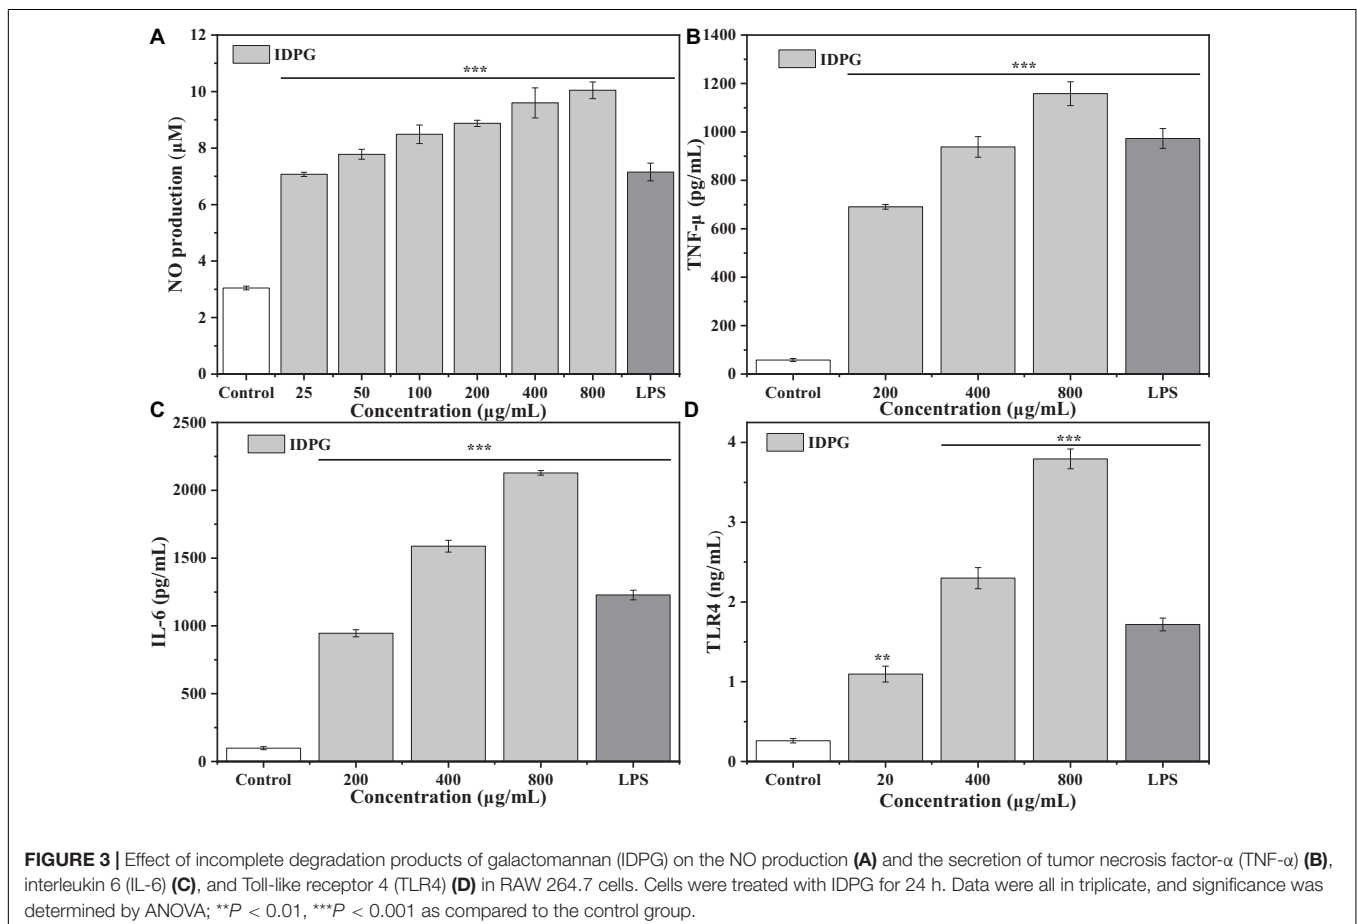 A
12
10
8
6
4
2
0
NO production (µM)
IDPG
***
Control 25 50 100 200 400 800 LPS
Concentration (µg/mL)
B
1400
1200
1000
800
600
400
200
0
TNF-µ (pg/mL)
IDPG
***
Control 200 400 800 LPS
Concentration (µg/mL)
C
2500
2000
1500
1000
500
0
IL-6 (pg/mL)
IDPG
***
Control 200 400 800 LPS
Concentration (µg/mL)
D
4
3
2
1
0
TLR4 (ng/mL)
IDPG
**
***
Control 20 400 800 LPS
Concentration (µg/mL)
FIGURE 3 | Effect of incomplete degradation products of galactomannan (IDPG) on the NO production (A) and the secretion of tumor necrosis factor-α (TNF-α) (B),
interleukin 6 (IL-6) (C), and Toll-like receptor 4 (TLR4) (D) in RAW 264.7 cells. Cells were treated with IDPG for 24 h. Data were all in triplicate, and significance was
determined by ANOVA; **P < 0.01, ***P < 0.001 as compared to the control group.